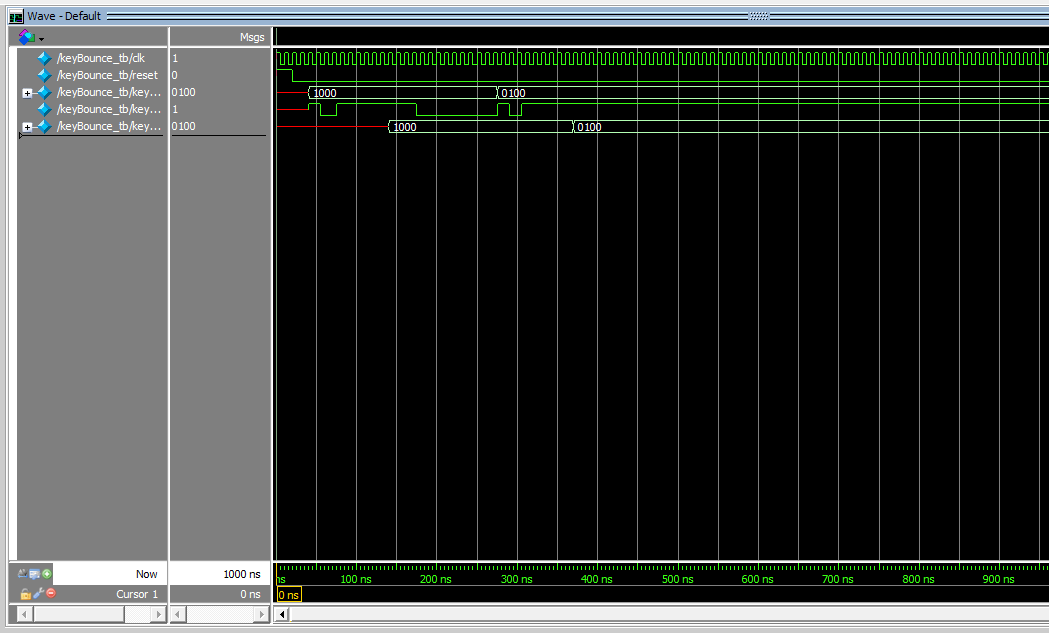 Wave - Default
Msgs
/keyBounce_tb/clk 1
/keyBounce_tb/reset 0
/keyBounce_tb/key... 0100 1000 0100
/keyBounce_tb/key... 1
/keyBounce_tb/key... 0100 1000 0100
Now 1000 ns ns 100 ns 200 ns 300 ns 400 ns 500 ns 600 ns 700 ns 800 ns 900 ns
Cursor 1 0 ns 0 ns